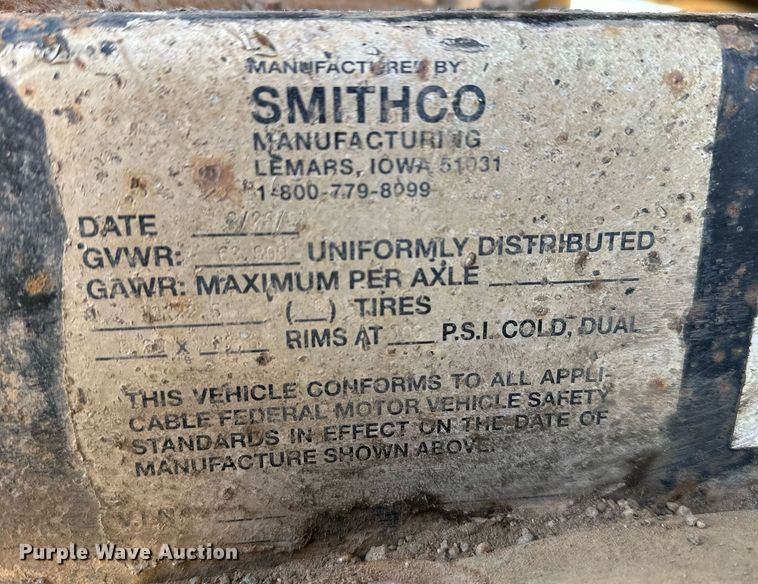 MANUFACTURED BY
SMITHCO
MANUFACTURING
LEMARS, IOWA 51031
1-800-779-8099
DATE
GVWR: UNIFORMLY DISTRIBUTED
GAWR: MAXIMUM PER AXLE
(__) TIRES
X RIMS AT P.S.I. COLD, DUAL
THIS VEHICLE CONFORMS TO ALL APPLI-
CABLE FEDERAL MOTOR VEHICLE SAFETY
STANDARDS IN EFFECT ON THE DATE OF
MANUFACTURE SHOWN ABOVE.
V.I.N.
Purple Wave Auction